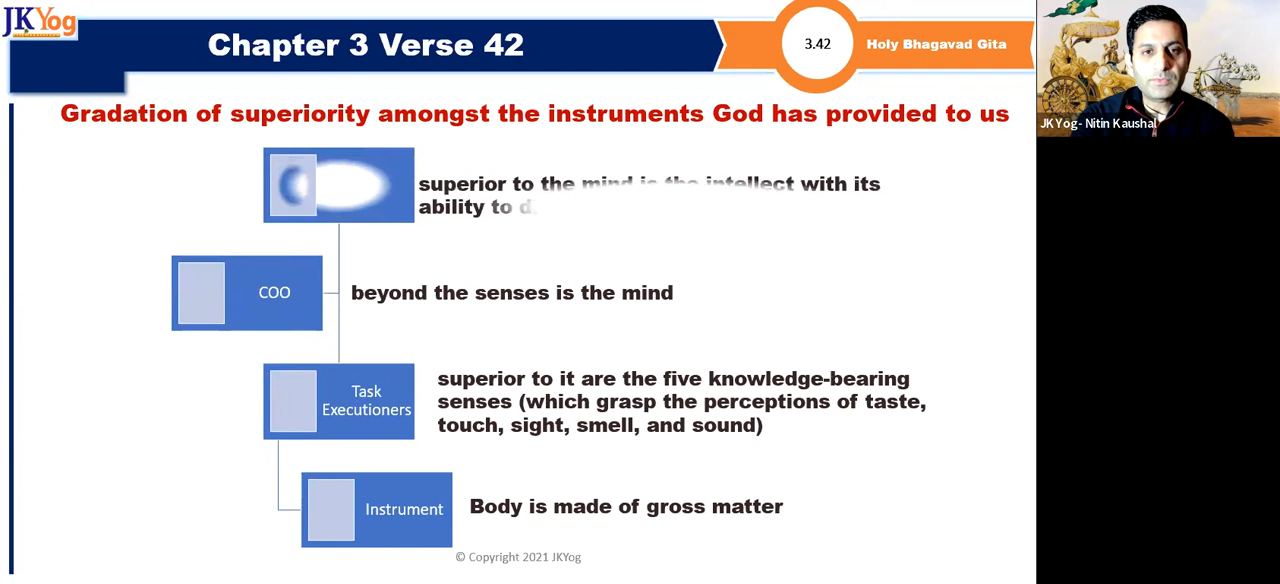 JKYog
Chapter 3 Verse 42
3.42
Holy Bhagavad Gita
JKYog- Nitin Kaushal
Gradation of superiority amongst the instruments God has provided to us
superior to the mind is the intellect with its
ability to
COO
beyond the senses is the mind
Task
Executioners
superior to it are the five knowledge-bearing
senses (which grasp the perceptions of taste,
touch, sight, smell, and sound)
Instrument
Body is made of gross matter
© Copyright 2021 JKYog